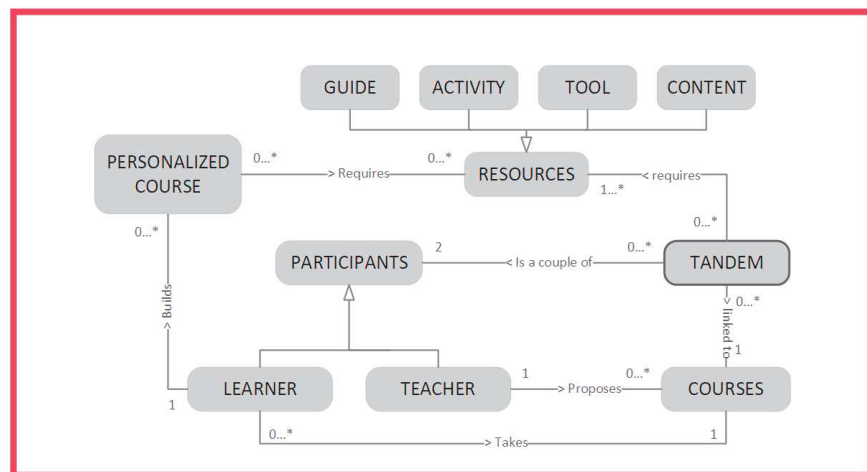 GUIDE
ACTIVITY
TOOL
CONTENT
PERSONALIZED
COURSE
0...*
> Requires
0...*
RESOURCES
1...*
< requires
0...*
0...*
PARTICIPANTS
2
< Is a couple of
0...*
TANDEM
> Builds
0...*
> linked to
1
1
LEARNER
TEACHER
1
> Proposes
0...*
COURSES
0...*
> Takes
1